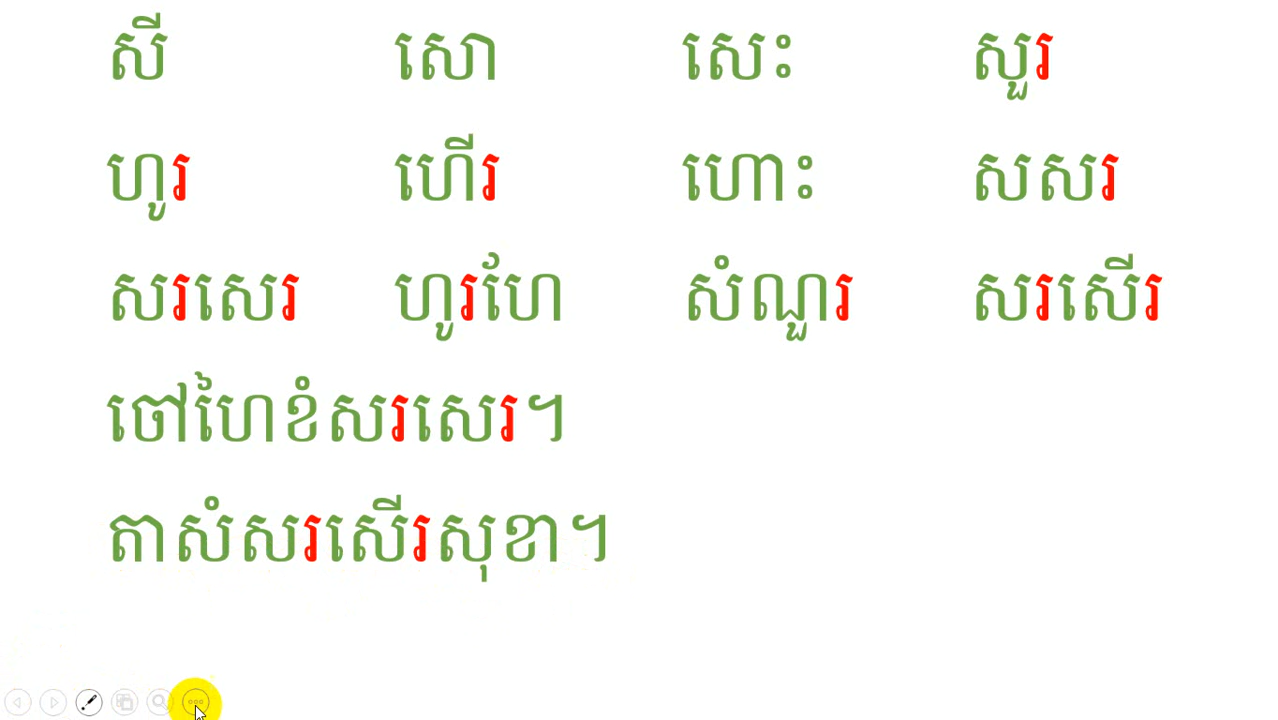 សី សោ សេះ សួរ
ហូរ ហើរ ហោះ សសរ
សរសេរ ហូរហែ សំណួរ សរសើរ
ចៅហៃខំសរសេរ។
តាសំសរសើរសុខា។